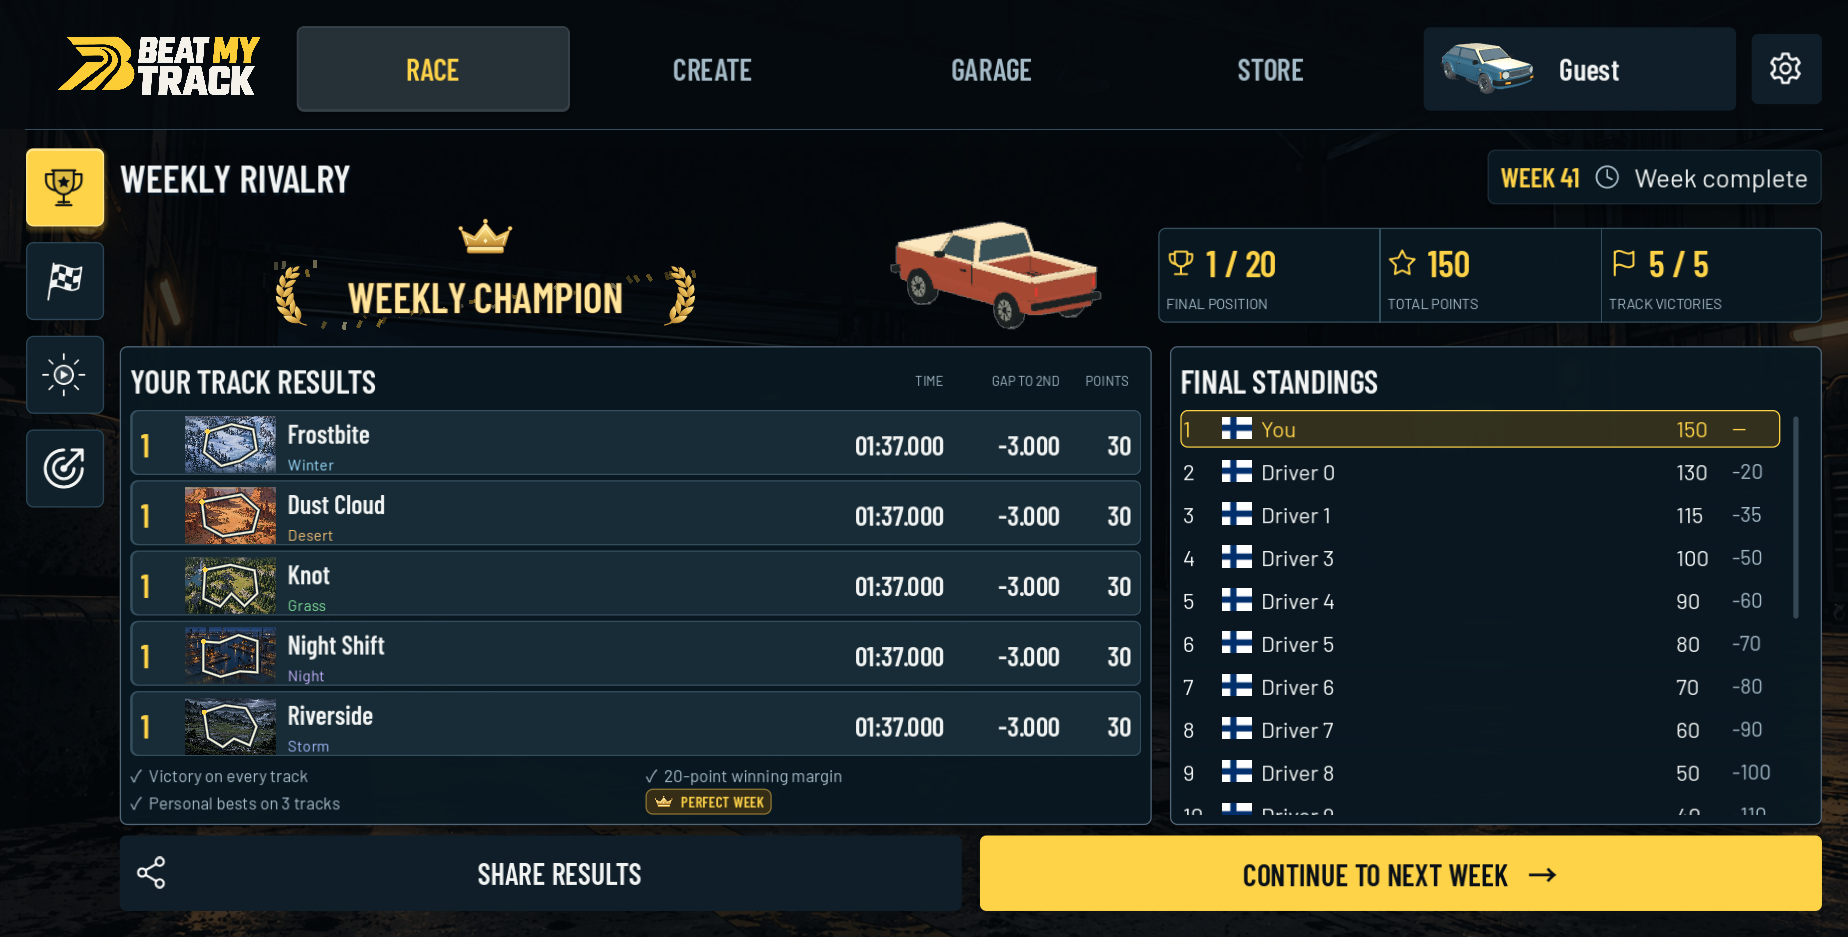 BEAT MY TRACK
RACE
CREATE
GARAGE
STORE
Guest
WEEKLY RIVALRY
WEEK 41 Week complete
WEEKLY CHAMPION
1 / 20
FINAL POSITION
150
TOTAL POINTS
5 / 5
TRACK VICTORIES
YOUR TRACK RESULTS TIME GAP TO 2ND POINTS
1 Frostbite 01:37.000 -3.000 30
Winter
1 Dust Cloud 01:37.000 -3.000 30
Desert
1 Knot 01:37.000 -3.000 30
Grass
1 Night Shift 01:37.000 -3.000 30
Night
1 Riverside 01:37.000 -3.000 30
Storm
✓ Victory on every track
✓ 20-point winning margin
✓ Personal bests on 3 tracks
PERFECT WEEK
FINAL STANDINGS
1 You 150 –
2 Driver 0 130 -20
3 Driver 1 115 -35
4 Driver 3 100 -50
5 Driver 4 90 -60
6 Driver 5 80 -70
7 Driver 6 70 -80
8 Driver 7 60 -90
9 Driver 8 50 -100
10 Driver 9 40 -110
SHARE RESULTS
CONTINUE TO NEXT WEEK →